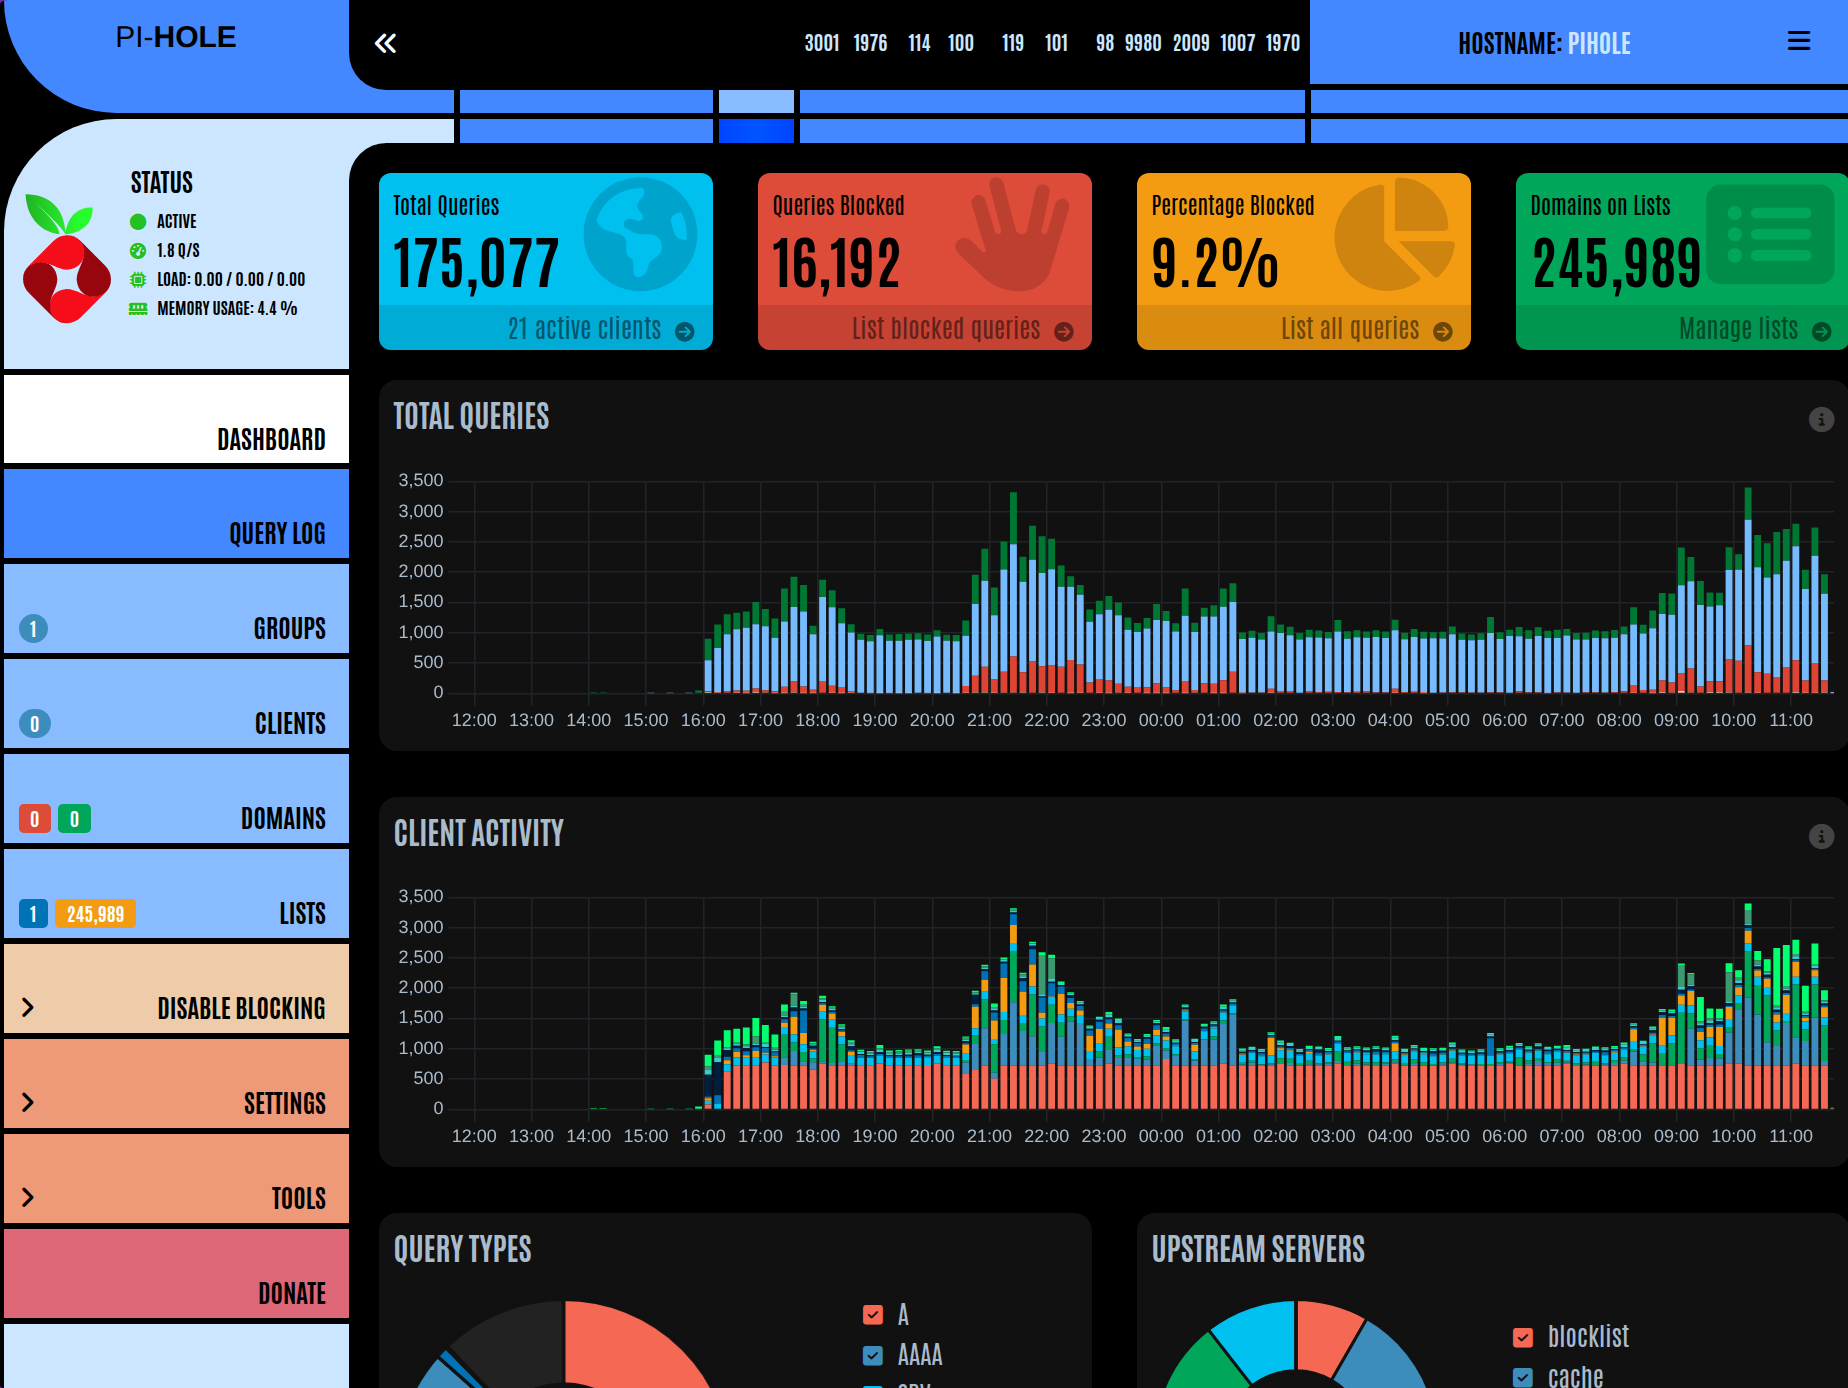 PI-HOLE
3001 1976 114 100 119 101 98 9980 2009 1007 1970
HOSTNAME: PIHOLE
STATUS
ACTIVE
1.8 Q/S
LOAD: 0.00 / 0.00 / 0.00
MEMORY USAGE: 4.4 %
DASHBOARD
QUERY LOG
1 GROUPS
0 CLIENTS
0 0 DOMAINS
1 245,989 LISTS
DISABLE BLOCKING
SETTINGS
TOOLS
DONATE
Total Queries
175,077
21 active clients
Queries Blocked
16,192
List blocked queries
Percentage Blocked
9.2%
List all queries
Domains on Lists
245,989
Manage lists
TOTAL QUERIES
3,500
3,000
2,500
2,000
1,500
1,000
500
0
12:00 13:00 14:00 15:00 16:00 17:00 18:00 19:00 20:00 21:00 22:00 23:00 00:00 01:00 02:00 03:00 04:00 05:00 06:00 07:00 08:00 09:00 10:00 11:00
CLIENT ACTIVITY
3,500
3,000
2,500
2,000
1,500
1,000
500
0
12:00 13:00 14:00 15:00 16:00 17:00 18:00 19:00 20:00 21:00 22:00 23:00 00:00 01:00 02:00 03:00 04:00 05:00 06:00 07:00 08:00 09:00 10:00 11:00
QUERY TYPES
A
AAAA
UPSTREAM SERVERS
blocklist
cache